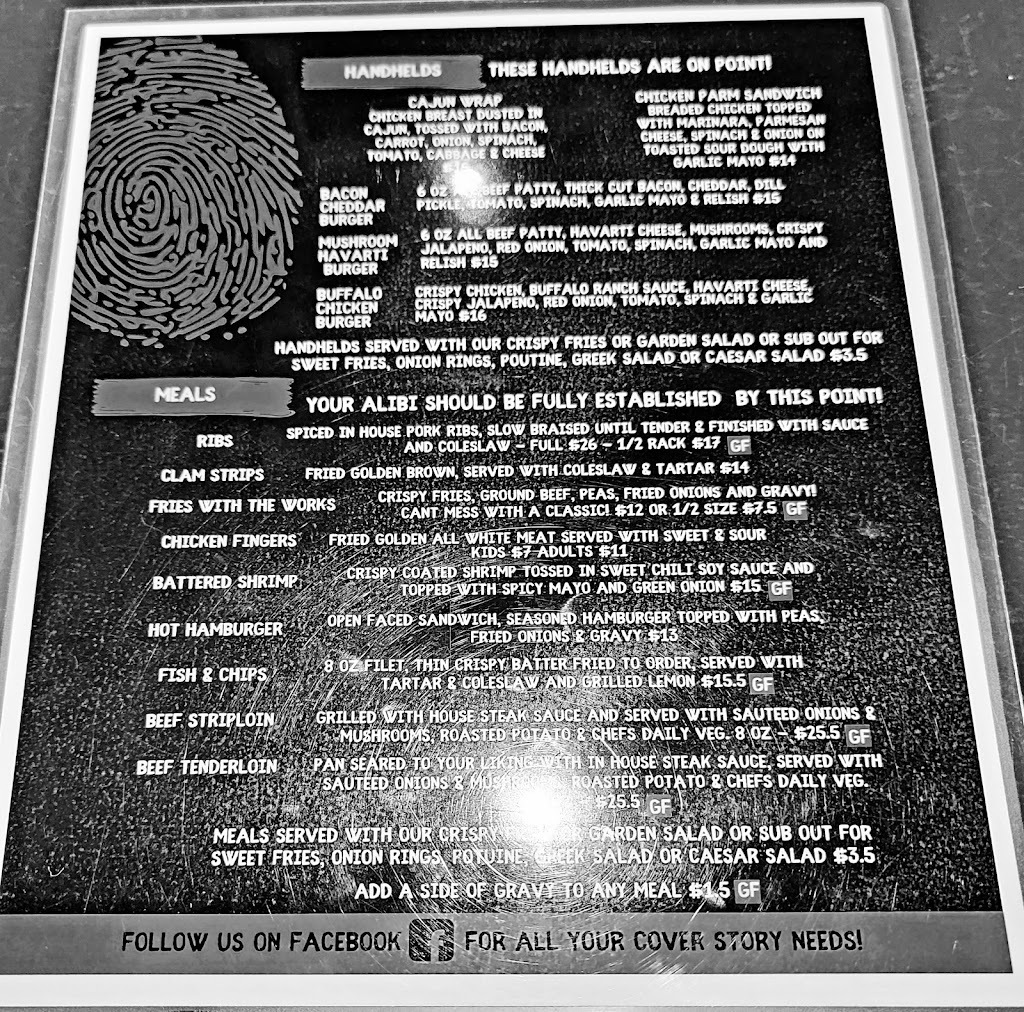 HANDHELDS THESE HANDHELDS ARE ON POINT!
CAJUN WRAP
CHICKEN BREAST DUSTED IN
CAJUN, TOSSED WITH BACON,
CARROT, ONION, SPINACH,
TOMATO, CABBAGE & CHEESE
CHICKEN PARM SANDWICH
BREADED CHICKEN TOPPED
WITH MARINARA, PARMESAN
CHEESE, SPINACH & ONION ON
TOASTED SOUR DOUGH WITH
GARLIC MAYO $14
BACON
CHEDDAR
BURGER
6 OZ ALL BEEF PATTY, THICK CUT BACON, CHEDDAR, DILL
PICKLE, TOMATO, SPINACH, GARLIC MAYO & RELISH $15
MUSHROOM
HAVARTI
BURGER
6 OZ ALL BEEF PATTY, HAVARTI CHEESE, MUSHROOMS, CRISPY
JALAPENO, RED ONION, TOMATO, SPINACH, GARLIC MAYO AND
RELISH $15
BUFFALO
CHICKEN
BURGER
CRISPY CHICKEN, BUFFALO RANCH SAUCE, HAVARTI CHEESE,
CRISPY JALAPENO, RED ONION, TOMATO, SPINACH & GARLIC
MAYO $16
HANDHELDS SERVED WITH OUR CRISPY FRIES OR GARDEN SALAD OR SUB OUT FOR
SWEET FRIES, ONION RINGS, POUTINE, GREEK SALAD OR CAESAR SALAD $3.5
MEALS YOUR ALIBI SHOULD BE FULLY ESTABLISHED BY THIS POINT!
RIBS
SPICED IN HOUSE PORK RIBS, SLOW BRAISED UNTIL TENDER & FINISHED WITH SAUCE
AND COLESLAW - FULL $26 - 1/2 RACK $17 GF
CLAM STRIPS FRIED GOLDEN BROWN, SERVED WITH COLESLAW & TARTAR $14
FRIES WITH THE WORKS
CRISPY FRIES, GROUND BEEF, PEAS, FRIED ONIONS AND GRAVY!
CANT MESS WITH A CLASSIC! $12 OR 1/2 SIZE $7.5 GF
CHICKEN FINGERS
FRIED GOLDEN ALL WHITE MEAT SERVED WITH SWEET & SOUR
KIDS $7 ADULTS $11
BATTERED SHRIMP
CRISPY COATED SHRIMP TOSSED IN SWEET CHILI SOY SAUCE AND
TOPPED WITH SPICY MAYO AND GREEN ONION $15 GF
HOT HAMBURGER
OPEN FACED SANDWICH, SEASONED HAMBURGER TOPPED WITH PEAS,
FRIED ONIONS & GRAVY $13
FISH & CHIPS
8 OZ FILET, THIN CRISPY BATTER FRIED TO ORDER, SERVED WITH
TARTAR & COLESLAW AND GRILLED LEMON $15.5 GF
BEEF STRIPLOIN
GRILLED WITH HOUSE STEAK SAUCE AND SERVED WITH SAUTEED ONIONS &
MUSHROOMS, ROASTED POTATO & CHEFS DAILY VEG. 8 OZ - $25.5 GF
BEEF TENDERLOIN
PAN SEARED TO YOUR LIKING WITH IN HOUSE STEAK SAUCE, SERVED WITH
SAUTEED ONIONS & MUSHROOMS, ROASTED POTATO & CHEFS DAILY VEG.
- $25.5 GF
MEALS SERVED WITH OUR CRISPY OR GARDEN SALAD OR SUB OUT FOR
SWEET FRIES, ONION RINGS, POTUINE, GREEK SALAD OR CAESAR SALAD $3.5
ADD A SIDE OF GRAVY TO ANY MEAL $1.5 GF
FOLLOW US ON FACEBOOK f FOR ALL YOUR COVER STORY NEEDS!